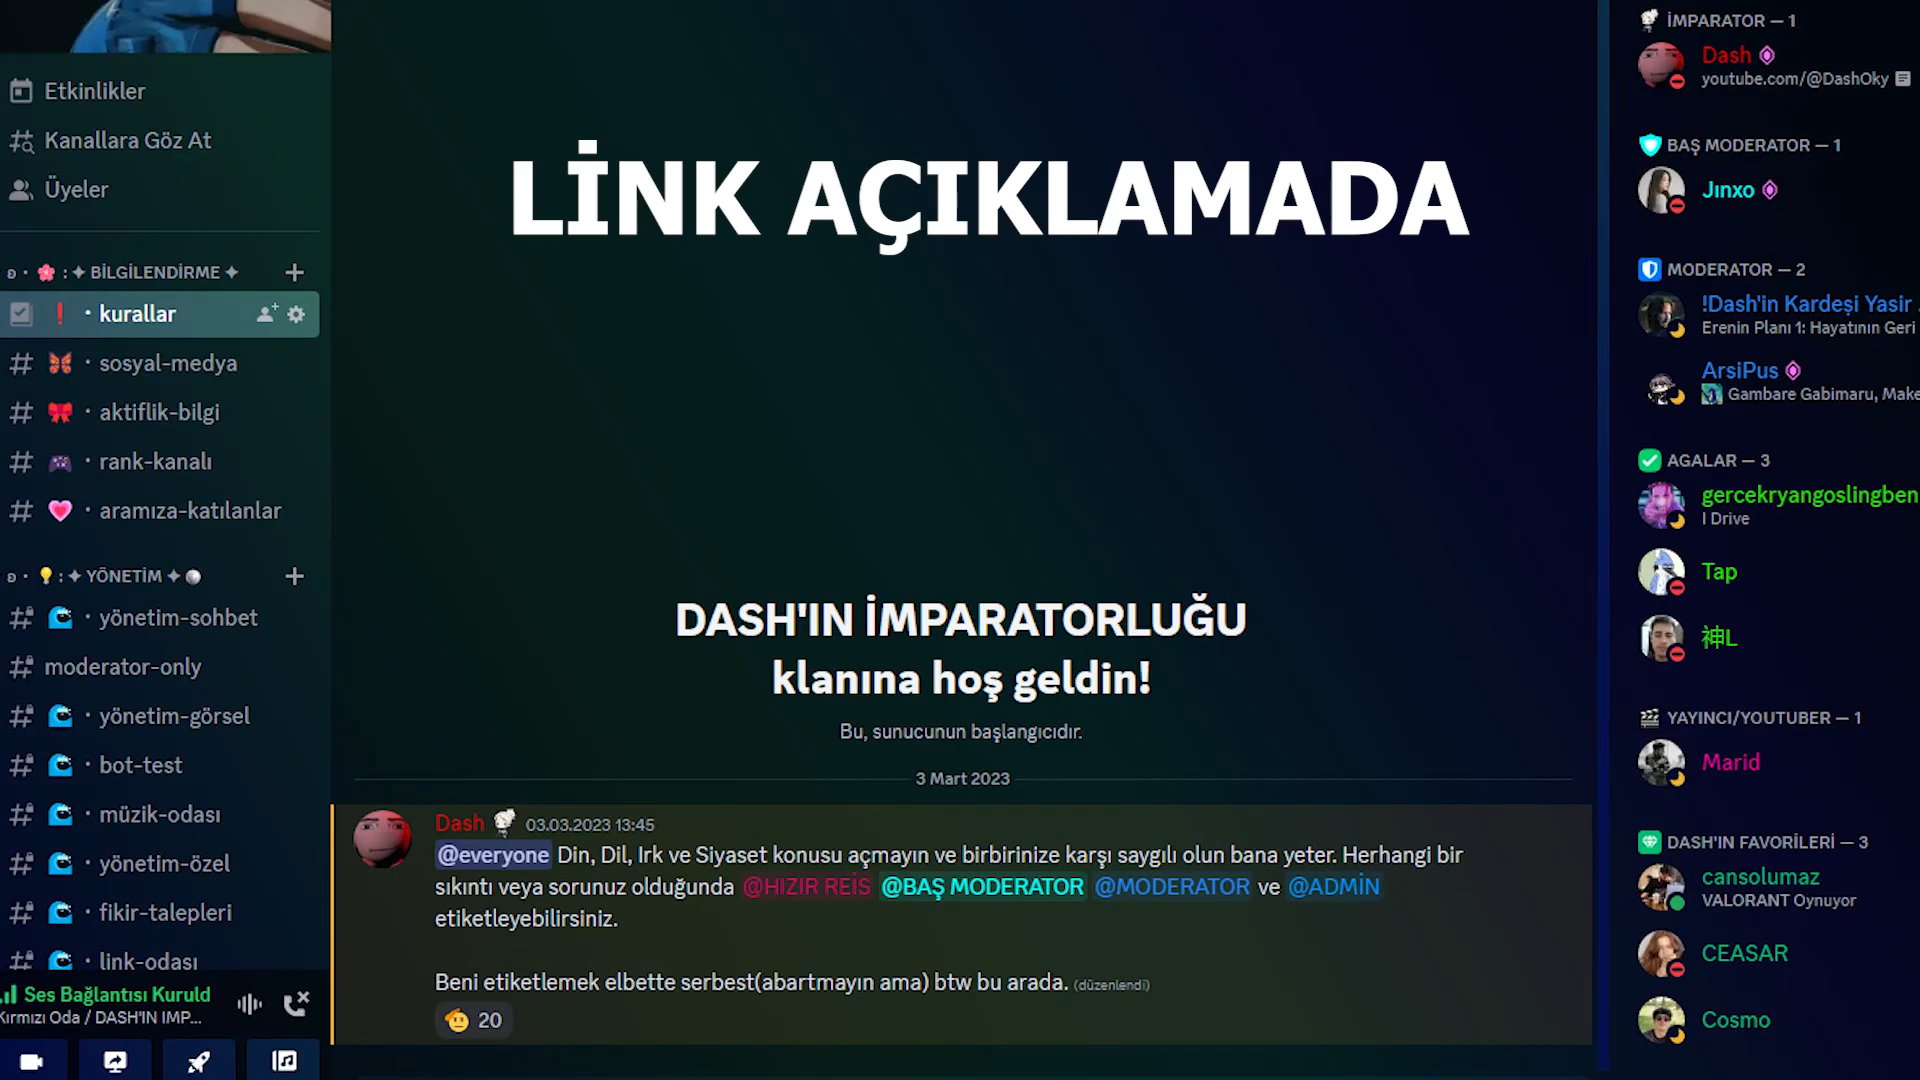 Etkinlikler
Kanallara Göz At
Üyeler
ʚ · 🌸 : ✦ BİLGİLENDİRME ✦
❗ · kurallar
# 🦋 · sosyal-medya
# 🎀 · aktiflik-bilgi
# 🎮 · rank-kanalı
# 💗 · aramıza-katılanlar
ʚ · 💡 : ✦ YÖNETİM ✦
# 🌊 · yönetim-sohbet
# moderator-only
# 🌊 · yönetim-görsel
# 🌊 · bot-test
# 🌊 · müzik-odası
# 🌊 · yönetim-özel
# 🌊 · fikir-talepleri
# 🌊 · link-odası
Ses Bağlantısı Kuruld
Kırmızı Oda / DASH'IN IMP...
LİNK AÇIKLAMADA
DASH'IN İMPARATORLUĞU
klanına hoş geldin!
Bu, sunucunun başlangıcıdır.
3 Mart 2023
Dash 03.03.2023 13:45
@everyone Din, Dil, Irk ve Siyaset konusu açmayın ve birbirinize karşı saygılı olun bana yeter. Herhangi bir
sıkıntı veya sorunuz olduğunda @HIZIR REİS @BAŞ MODERATOR @MODERATOR ve @ADMİN
etiketleyebilirsiniz.
Beni etiketlemek elbette serbest(abartmayın ama) btw bu arada. (düzenlendi)
🫡 20
İMPARATOR — 1
Dash
youtube.com/@DashOky
BAŞ MODERATOR — 1
Jınxo
MODERATOR — 2
!Dash'in Kardeşi Yasir
Erenin Planı 1: Hayatının Geri
ArsiPus
Gambare Gabimaru, Make
AGALAR — 3
gercekryangoslingben
I Drive
Tap
神L
YAYINCI/YOUTUBER — 1
Marid
DASH'IN FAVORİLERİ — 3
cansolumaz
VALORANT Oynuyor
CEASAR
Cosmo